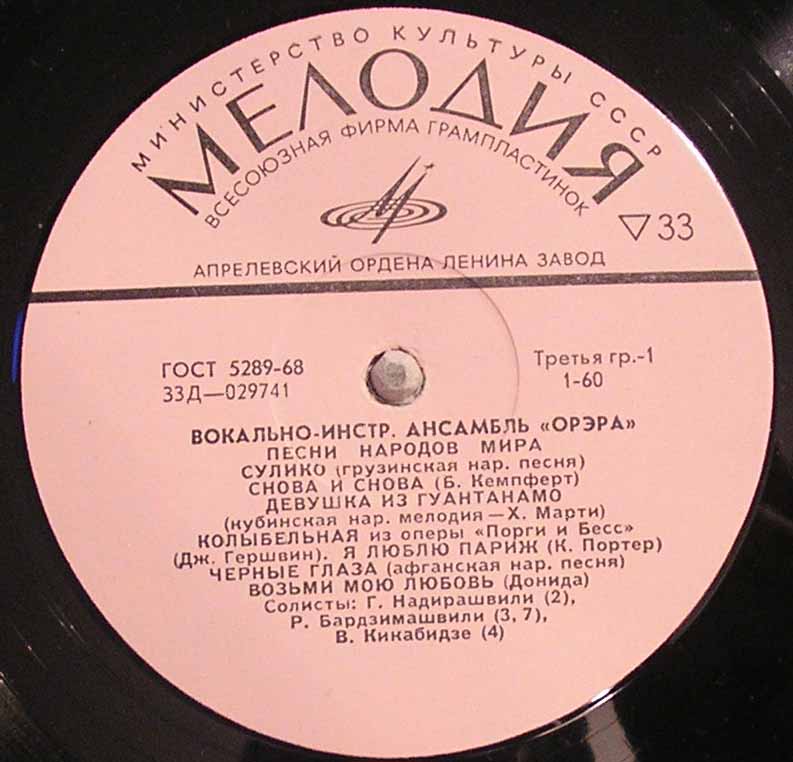 МИНИСТЕРСТВО КУЛЬТУРЫ СССР
МЕЛОДИЯ
ВСЕСОЮЗНАЯ ФИРМА ГРАМПЛАСТИНОК
▽33
АПРЕЛЕВСКИЙ ОРДЕНА ЛЕНИНА ЗАВОД
ГОСТ 5289-68
33Д—029741
Третья гр.-1
1-60
ВОКАЛЬНО-ИНСТР. АНСАМБЛЬ «ОРЭРА»
ПЕСНИ НАРОДОВ МИРА
СУЛИКО (грузинская нар. песня)
СНОВА И СНОВА (Б. Кемпферт)
ДЕВУШКА ИЗ ГУАНТАНАМО
(кубинская нар. мелодия — Х. Марти)
КОЛЫБЕЛЬНАЯ из оперы «Порги и Бесс»
(Дж. Гершвин). Я ЛЮБЛЮ ПАРИЖ (К. Портер)
ЧЕРНЫЕ ГЛАЗА (афганская нар. песня)
ВОЗЬМИ МОЮ ЛЮБОВЬ (Донида)
Солисты: Г. Надирашвили (2),
Р. Бардзимашвили (3, 7),
В. Кикабидзе (4)